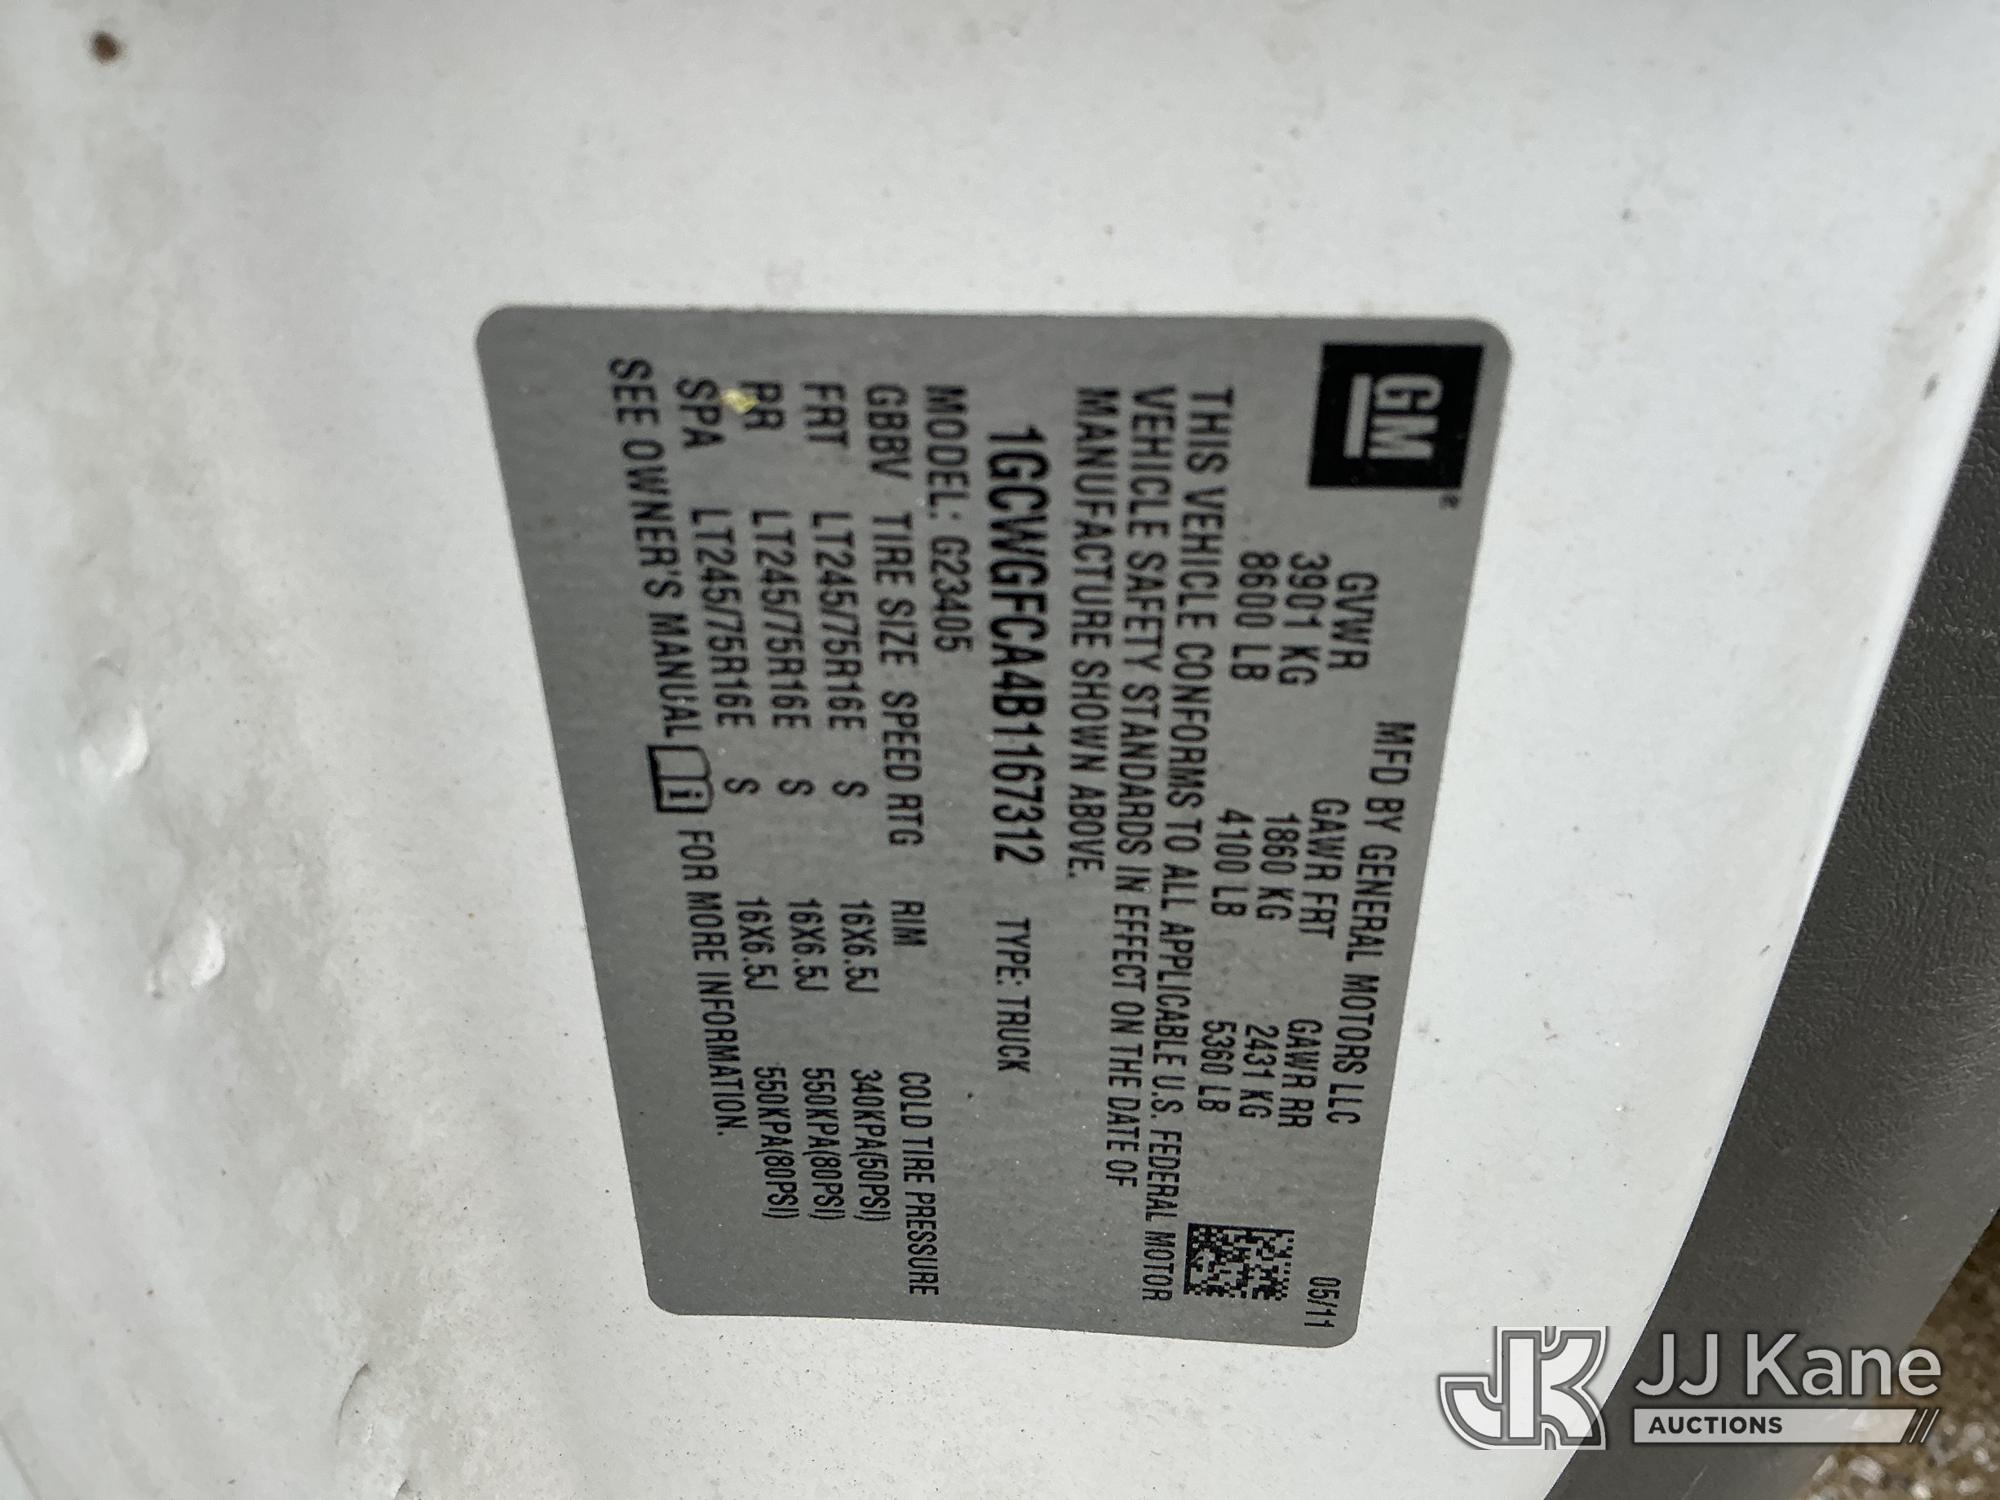 GM®
MFD BY GENERAL MOTORS LLC 05/11
GVWR GAWR FRT GAWR RR
3901 KG 1860 KG 2431 KG
8600 LB 4100 LB 5360 LB
THIS VEHICLE CONFORMS TO ALL APPLICABLE U.S. FEDERAL MOTOR
VEHICLE SAFETY STANDARDS IN EFFECT ON THE DATE OF
MANUFACTURE SHOWN ABOVE.
1GCWGFCA4B1167312 TYPE: TRUCK
MODEL: G23405
GBBV TIRE SIZE SPEED RTG RIM COLD TIRE PRESSURE
FRT LT245/75R16E S 16X6.5J 340KPA(50PSI)
RR LT245/75R16E S 16X6.5J 550KPA(80PSI)
SPA LT245/75R16E S 16X6.5J 550KPA(80PSI)
SEE OWNER'S MANUAL i FOR MORE INFORMATION.
JK JJ Kane
AUCTIONS